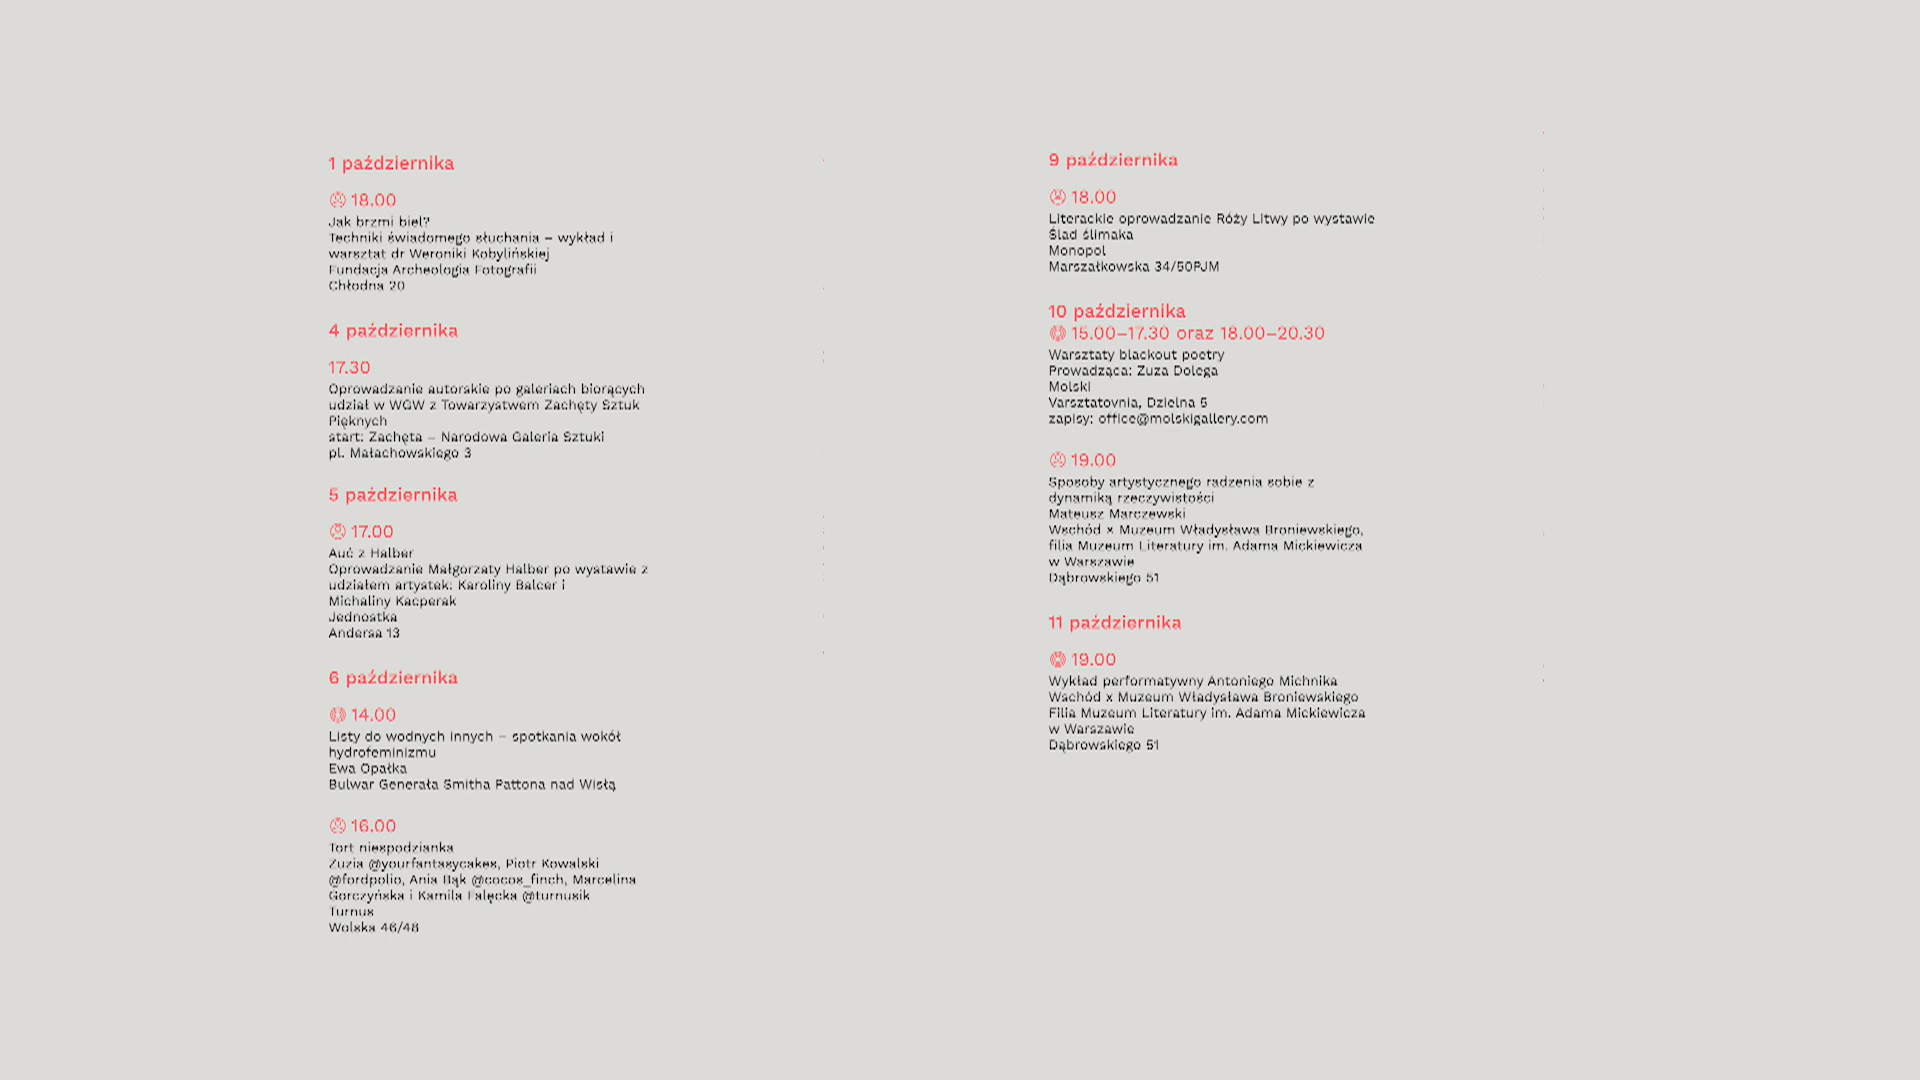 1 października
18.00
Jak brzmi biel?
Techniki świadomego słuchania – wykład i
warsztat dr Weroniki Kobylińskiej
Fundacja Archeologia Fotografii
Chłodna 20
4 października
17.30
Oprowadzanie autorskie po galeriach biorących
udział w WGW z Towarzystwem Zachęty Sztuk
Pięknych
start: Zachęta – Narodowa Galeria Sztuki
pl. Małachowskiego 3
5 października
17.00
Auć z Halber
Oprowadzanie Małgorzaty Halber po wystawie z
udziałem artystek: Karoliny Balcer i
Michaliny Kacperak
Jednostka
Andersa 13
6 października
14.00
Listy do wodnych innych – spotkania wokół
hydrofeminizmu
Ewa Opałka
Bulwar Generała Smitha Pattona nad Wisłą
16.00
Tort niespodzianka
Zuzia @yourfantasycakes, Piotr Kowalski
@fordpolio, Ania Bąk @cocos_finch, Marcelina
Gorczyńska i Kamila Falęcka @turnusik
Turnus
Wolska 46/48
9 października
18.00
Literackie oprowadzanie Róży Litwy po wystawie
Ślad ślimaka
Monopol
Marszałkowska 34/50PJM
10 października
15.00–17.30 oraz 18.00–20.30
Warsztaty blackout poetry
Prowadząca: Zuza Dolega
Molski
Varsztatovnia, Dzielna 5
zapisy: office@molskigallery.com
19.00
Sposoby artystycznego radzenia sobie z
dynamiką rzeczywistości
Mateusz Marczewski
Wschód x Muzeum Władysława Broniewskiego,
filia Muzeum Literatury im. Adama Mickiewicza
w Warszawie
Dąbrowskiego 51
11 października
19.00
Wykład performatywny Antoniego Michnika
Wschód x Muzeum Władysława Broniewskiego
Filia Muzeum Literatury im. Adama Mickiewicza
w Warszawie
Dąbrowskiego 51